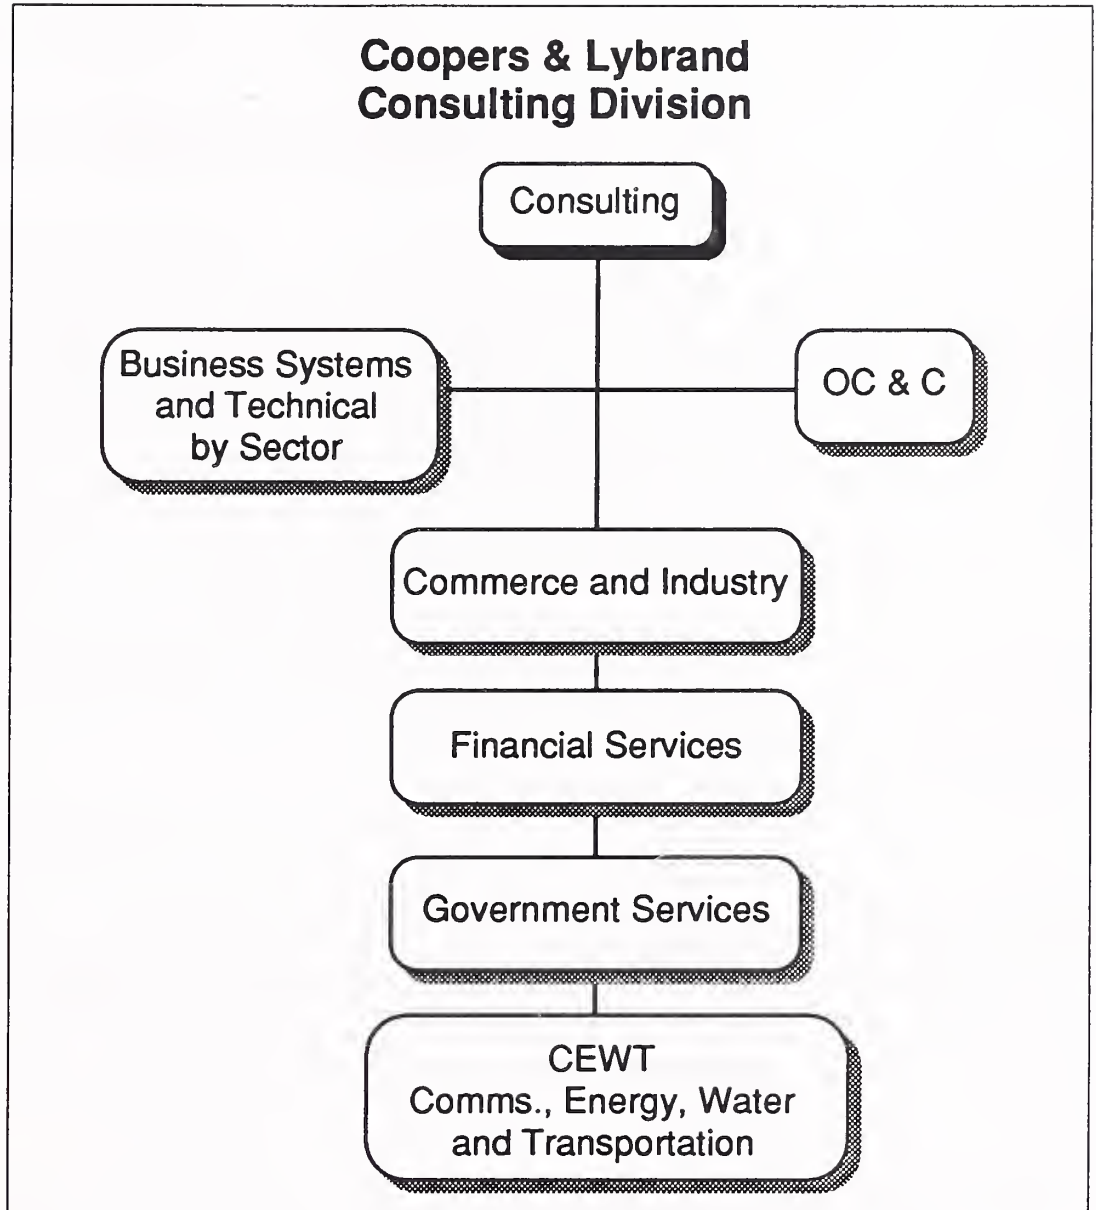 Coopers & Lybrand
Consulting Division
Consulting
Business Systems
and Technical
by Sector
OC & C
Commerce and Industry
Financial Services
Government Services
CEWT
Comms., Energy, Water
and Transportation